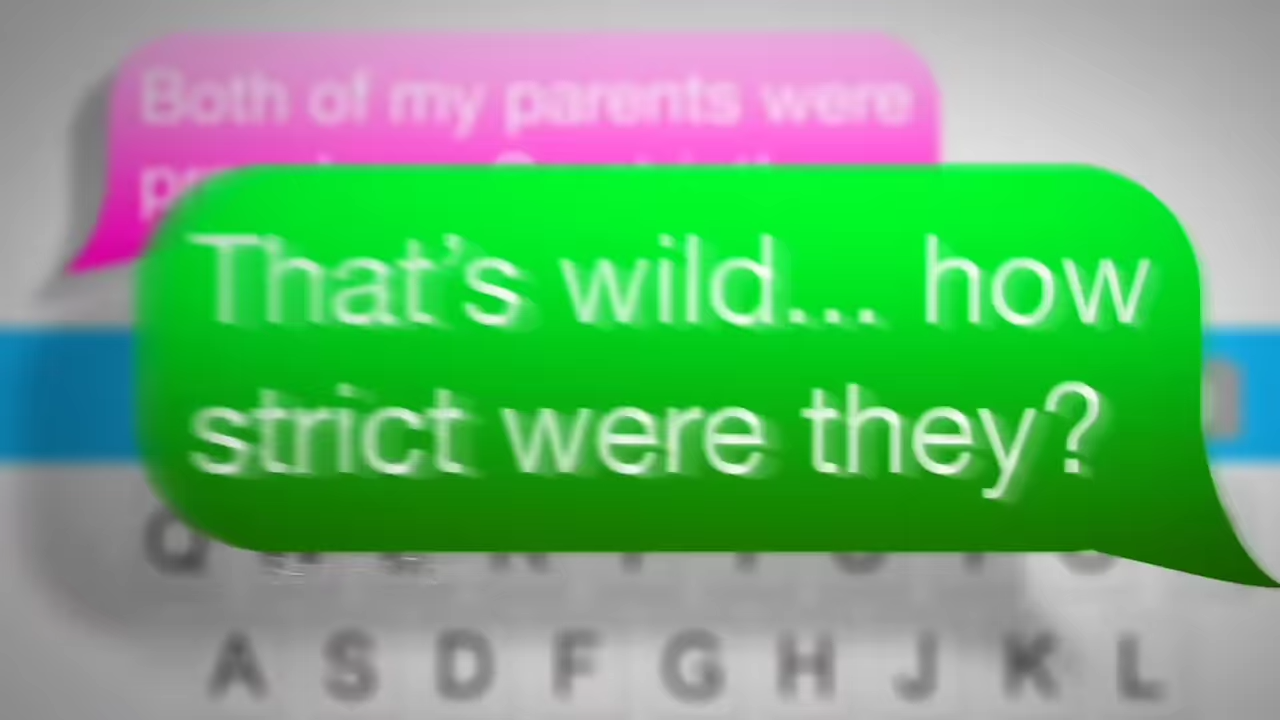 Both of my parents were
That’s wild... how
strict were they?
Q
A S D F G H J K L